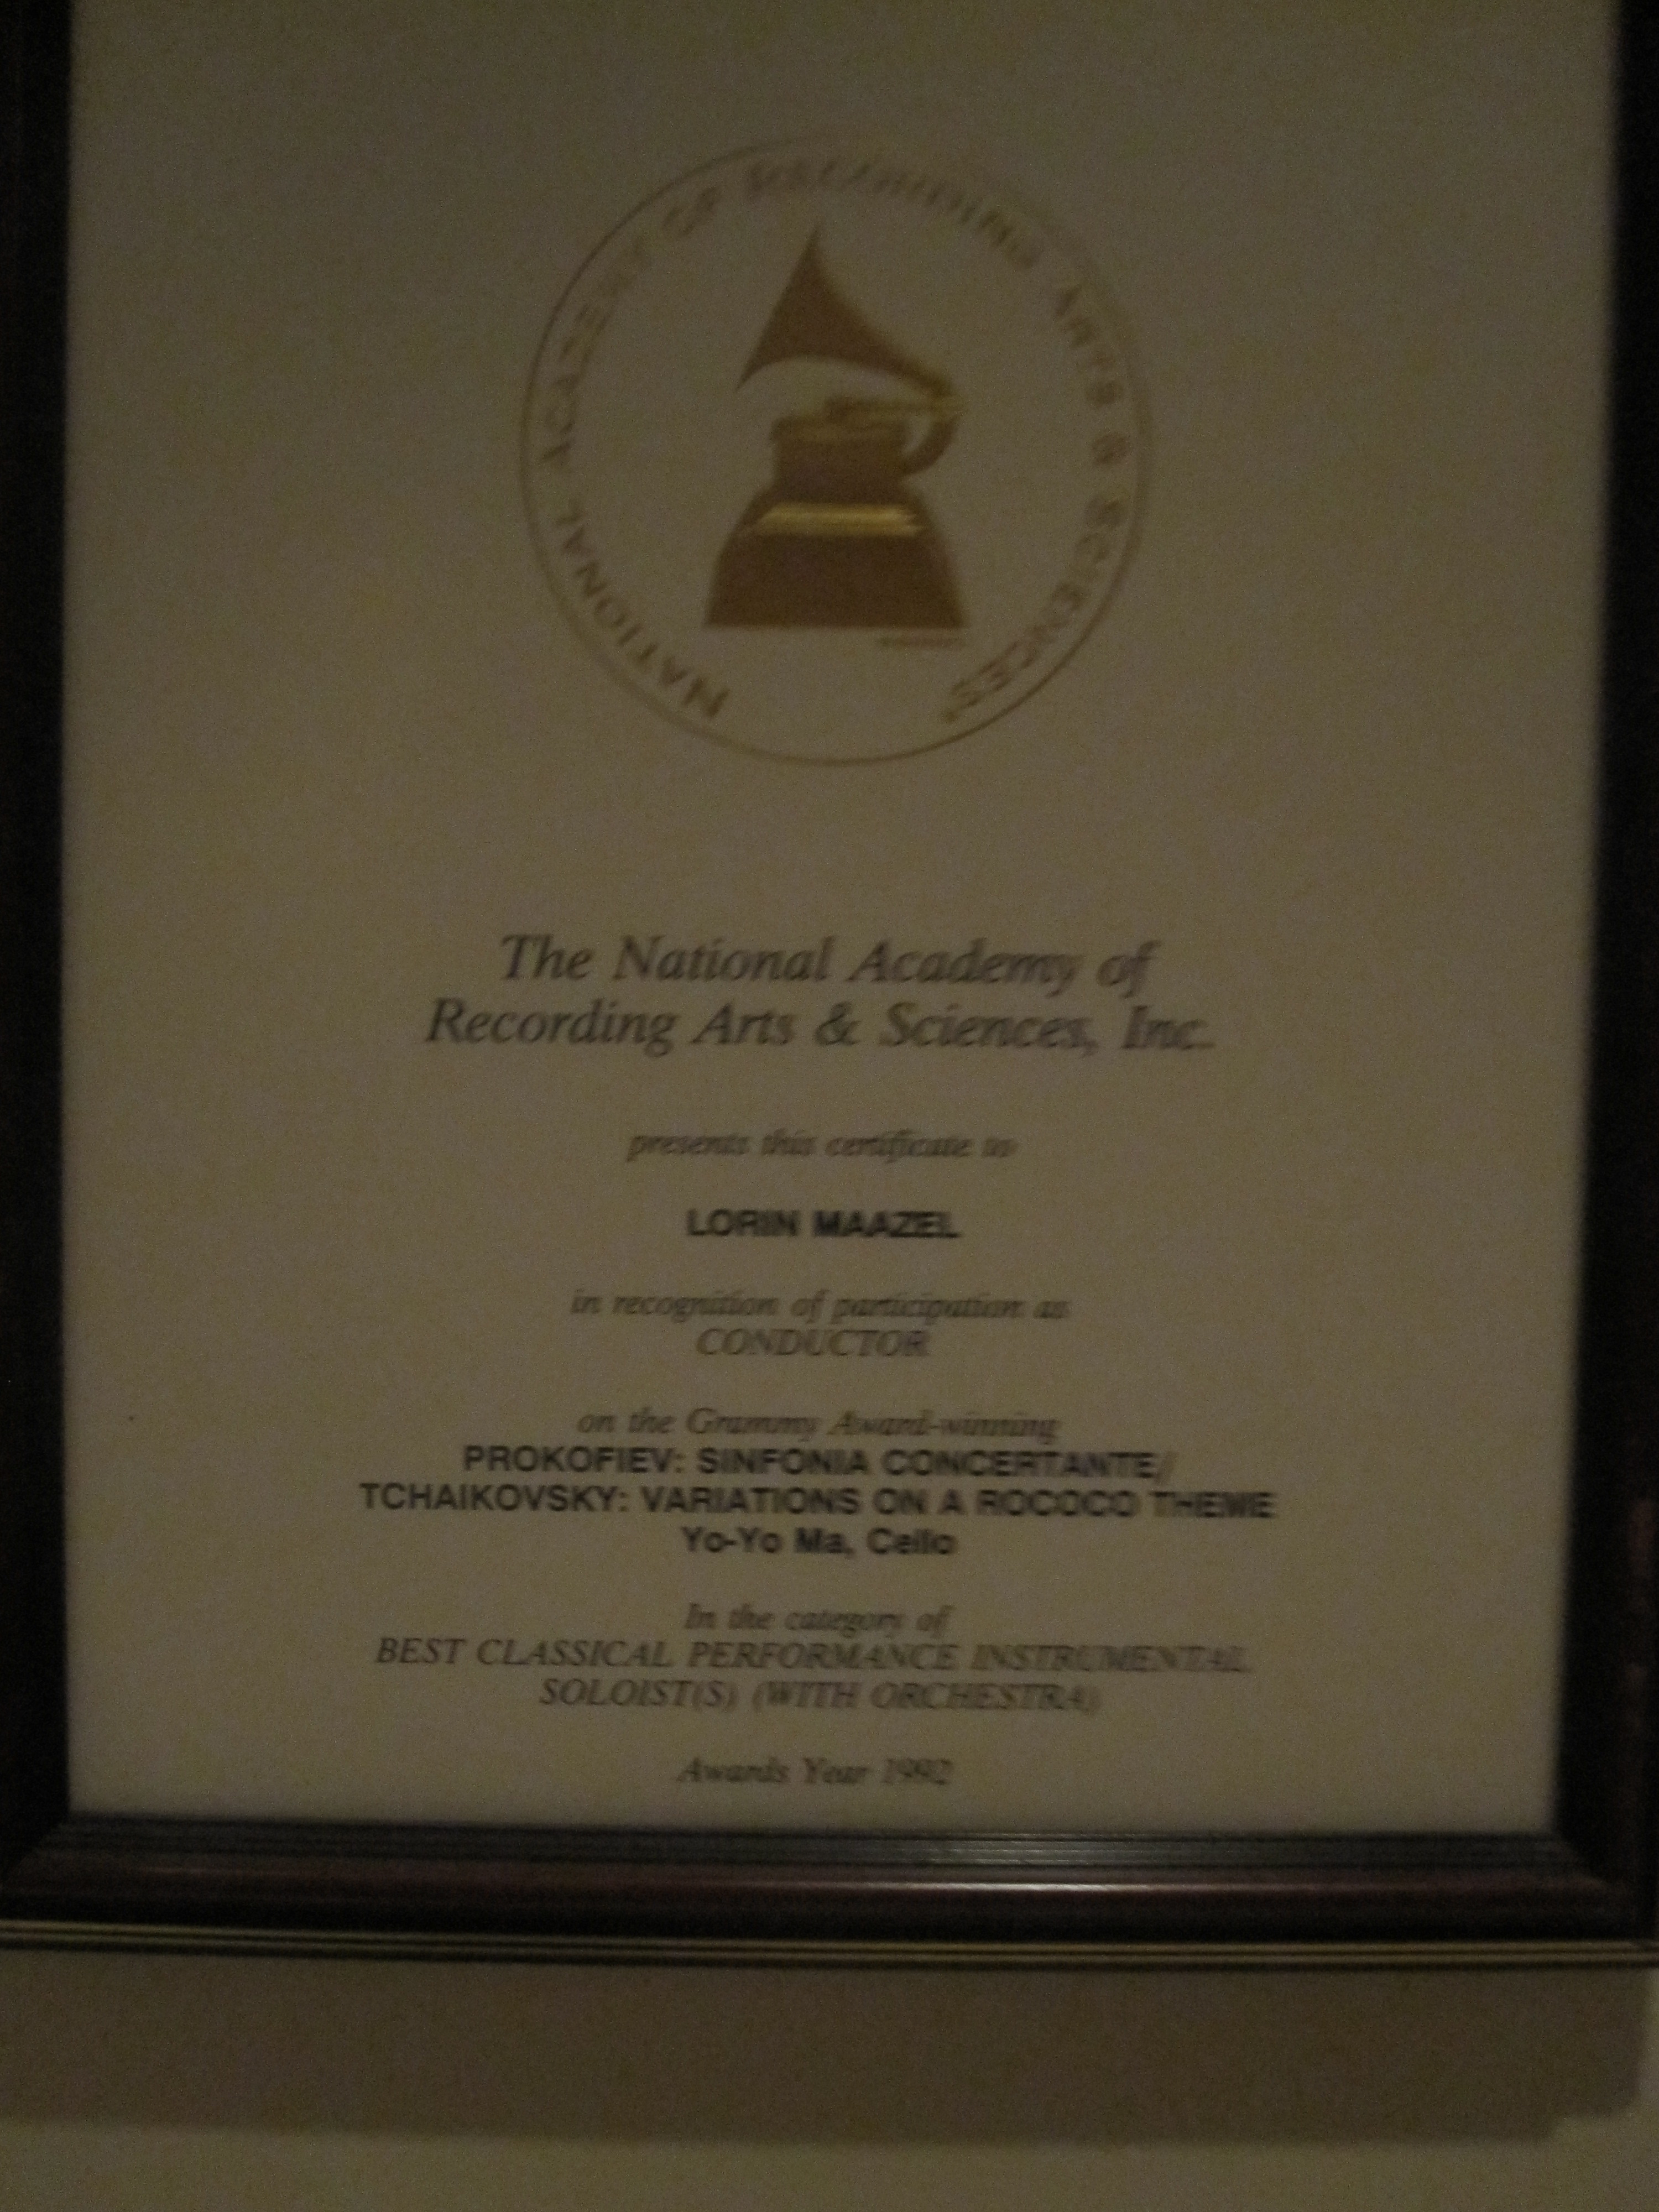 NATIONAL ACADEMY OF RECORDING ARTS & SCIENCES
The National Academy of
Recording Arts & Sciences, Inc.
presents this certificate to
LORIN MAAZEL
in recognition of participation as
CONDUCTOR
on the Grammy Award-winning
PROKOFIEV: SINFONIA CONCERTANTE/
TCHAIKOVSKY: VARIATIONS ON A ROCOCO THEME
Yo-Yo Ma, Cello
In the category of
BEST CLASSICAL PERFORMANCE INSTRUMENTAL
SOLOIST(S) (WITH ORCHESTRA)
Awards Year 1992